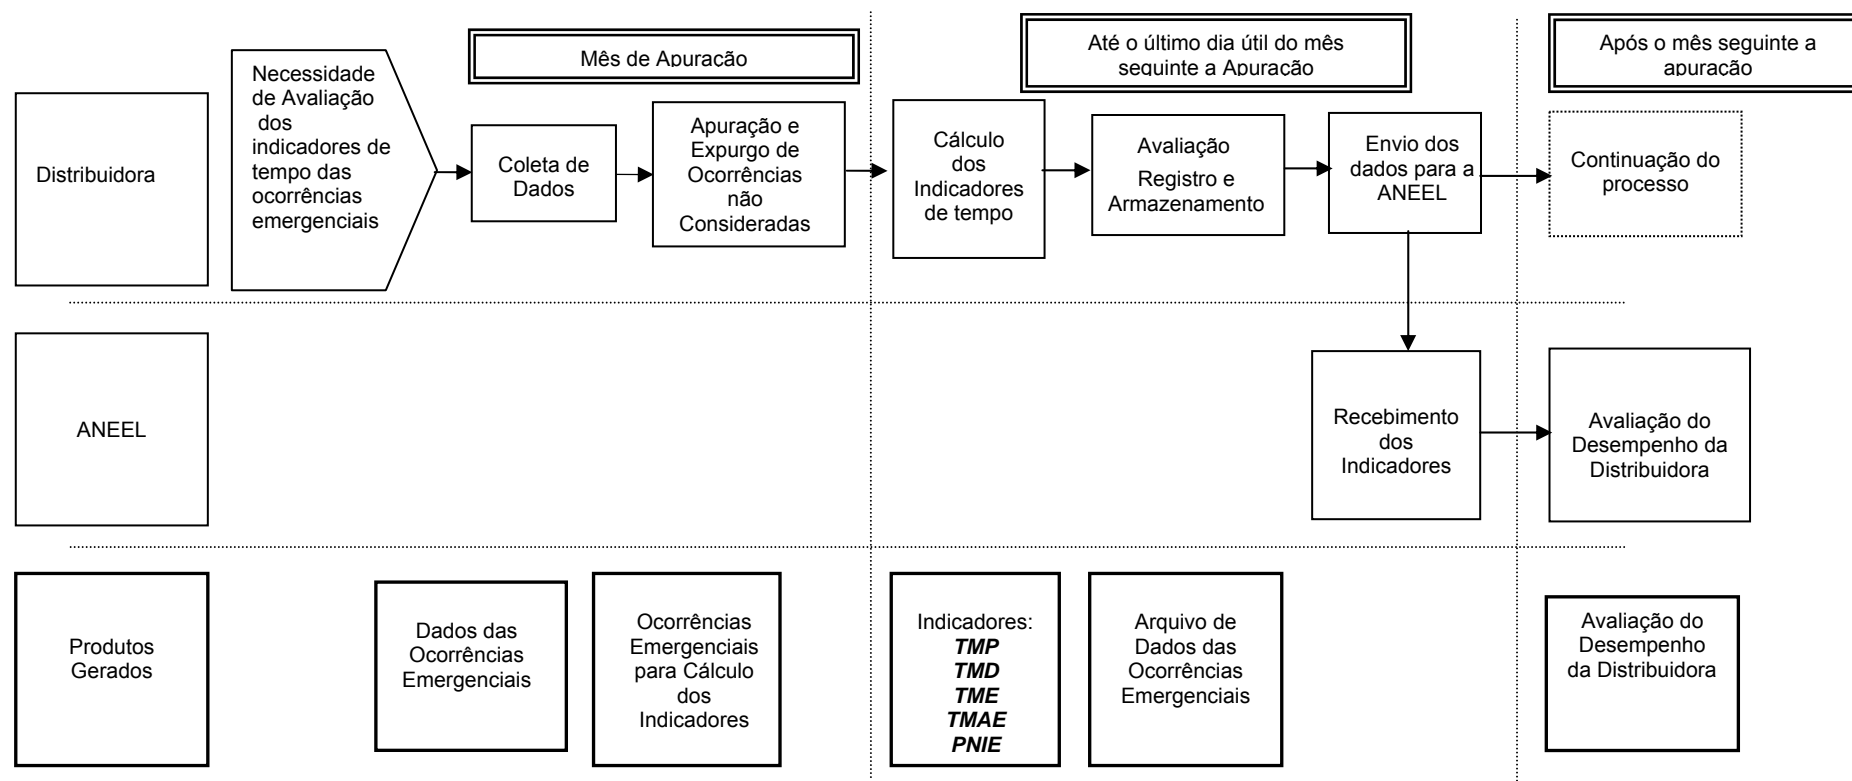 Mês de Apuração
Até o último dia útil do mês
seguinte a Apuração
Após o mês seguinte a
apuração
Distribuidora
Necessidade
de Avaliação
dos
indicadores de
tempo das
ocorrências
emergenciais
Coleta de
Dados
Apuração e
Expurgo de
Ocorrências
não
Consideradas
Cálculo
dos
Indicadores
de tempo
Avaliação
Registro e
Armazenamento
Envio dos
dados para a
ANEEL
Continuação do
processo
ANEEL
Recebimento
dos
Indicadores
Avaliação do
Desempenho da
Distribuidora
Produtos
Gerados
Dados das
Ocorrências
Emergenciais
Ocorrências
Emergenciais
para Cálculo
dos
Indicadores
Indicadores:
TMP
TMD
TME
TMAE
PNIE
Arquivo de
Dados das
Ocorrências
Emergenciais
Avaliação do
Desempenho
da Distribuidora